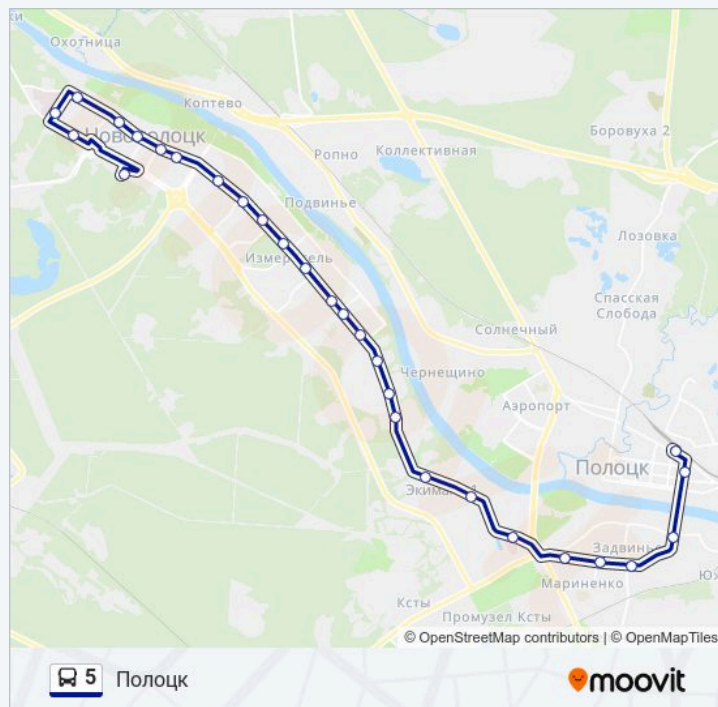 Охотница
Коптево
Боровуха 2
Новополоцк
Ропно
Коллективная
Подвинье
Лозовка
Измеритель
Спасская
Слобода
Солнечный
Чернещино
Аэропорт
Полоцк
Задвинье
Мариненко
Ксты
Промузел Ксты
© OpenStreetMap contributors | © OpenMapTiles
5 Полоцк
moovit